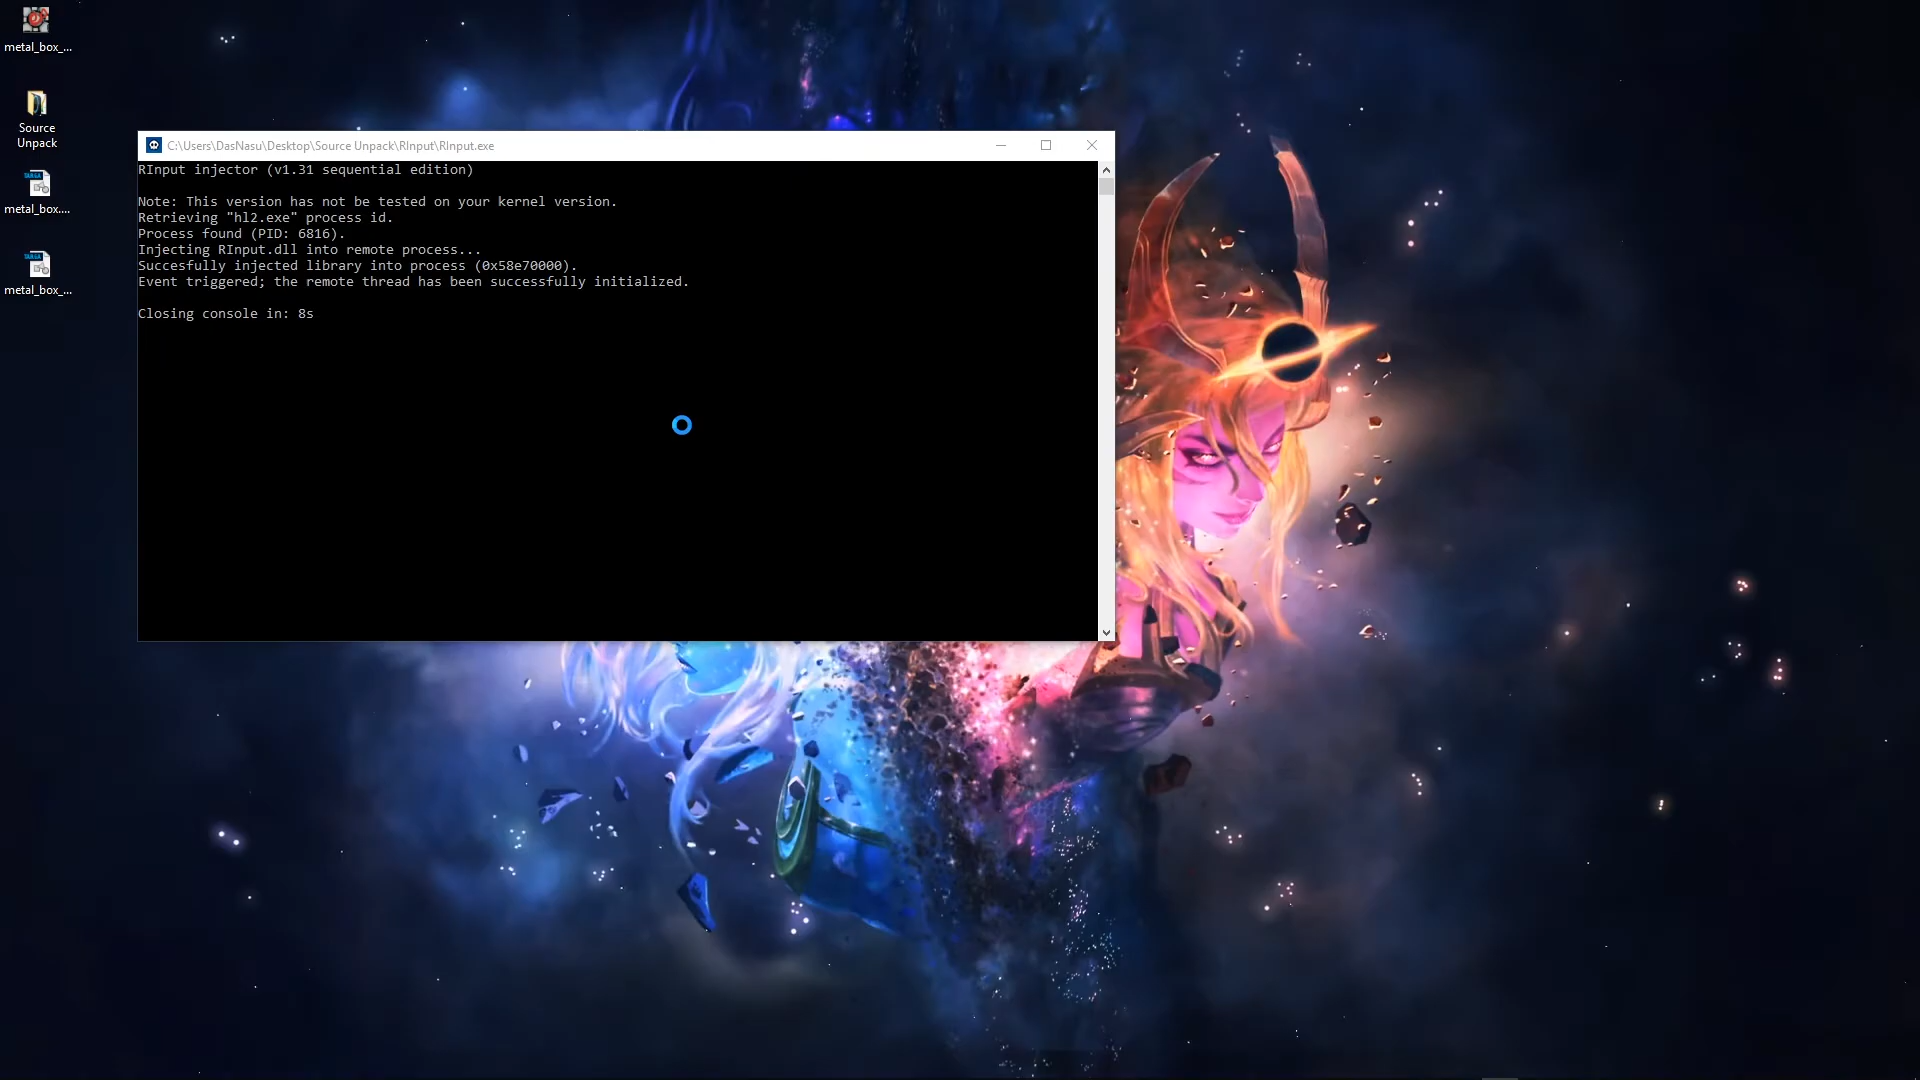 metal_box_...
Source
Unpack
metal_box....
metal_box_...
C:\Users\DasNasu\Desktop\Source Unpack\RInput\RInput.exe
RInput injector (v1.31 sequential edition)
Note: This version has not be tested on your kernel version.
Retrieving "hl2.exe" process id.
Process found (PID: 6816).
Injecting RInput.dll into remote process...
Succesfully injected library into process (0x58e70000).
Event triggered; the remote thread has been successfully initialized.
Closing console in: 8s